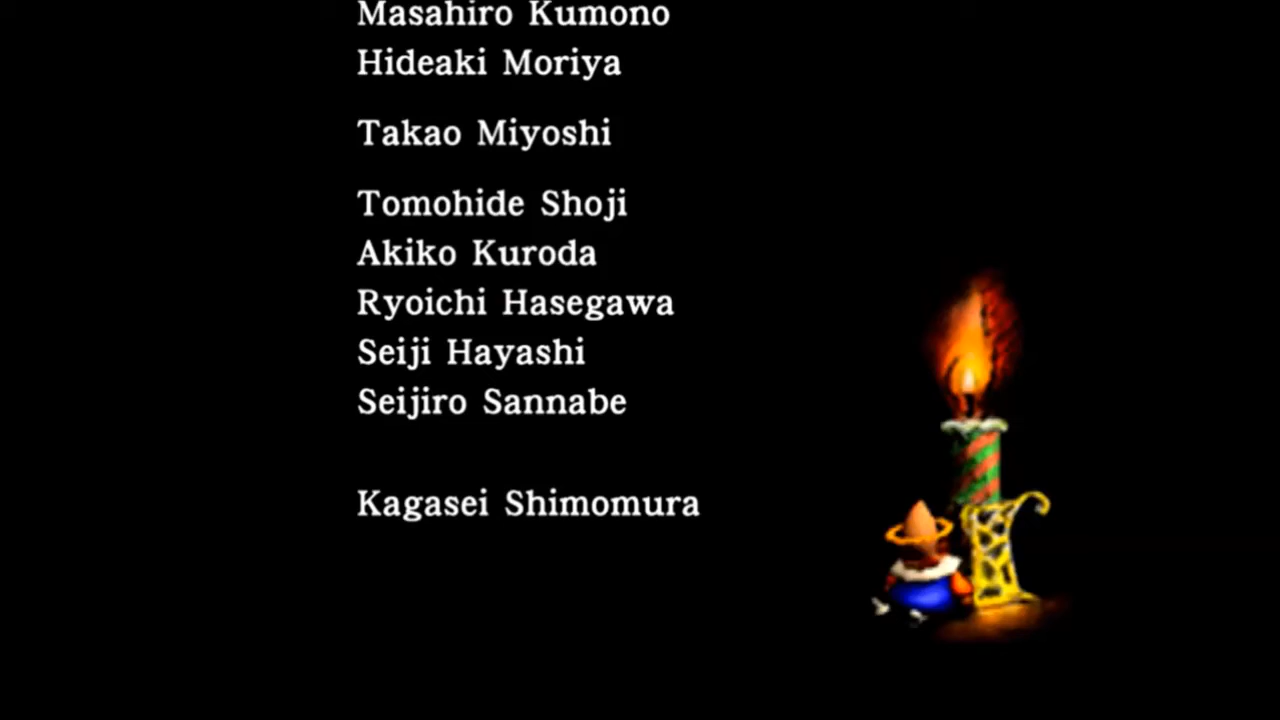 Masahiro Kumono
Hideaki Moriya
Takao Miyoshi
Tomohide Shoji
Akiko Kuroda
Ryoichi Hasegawa
Seiji Hayashi
Seijiro Sannabe
Kagasei Shimomura